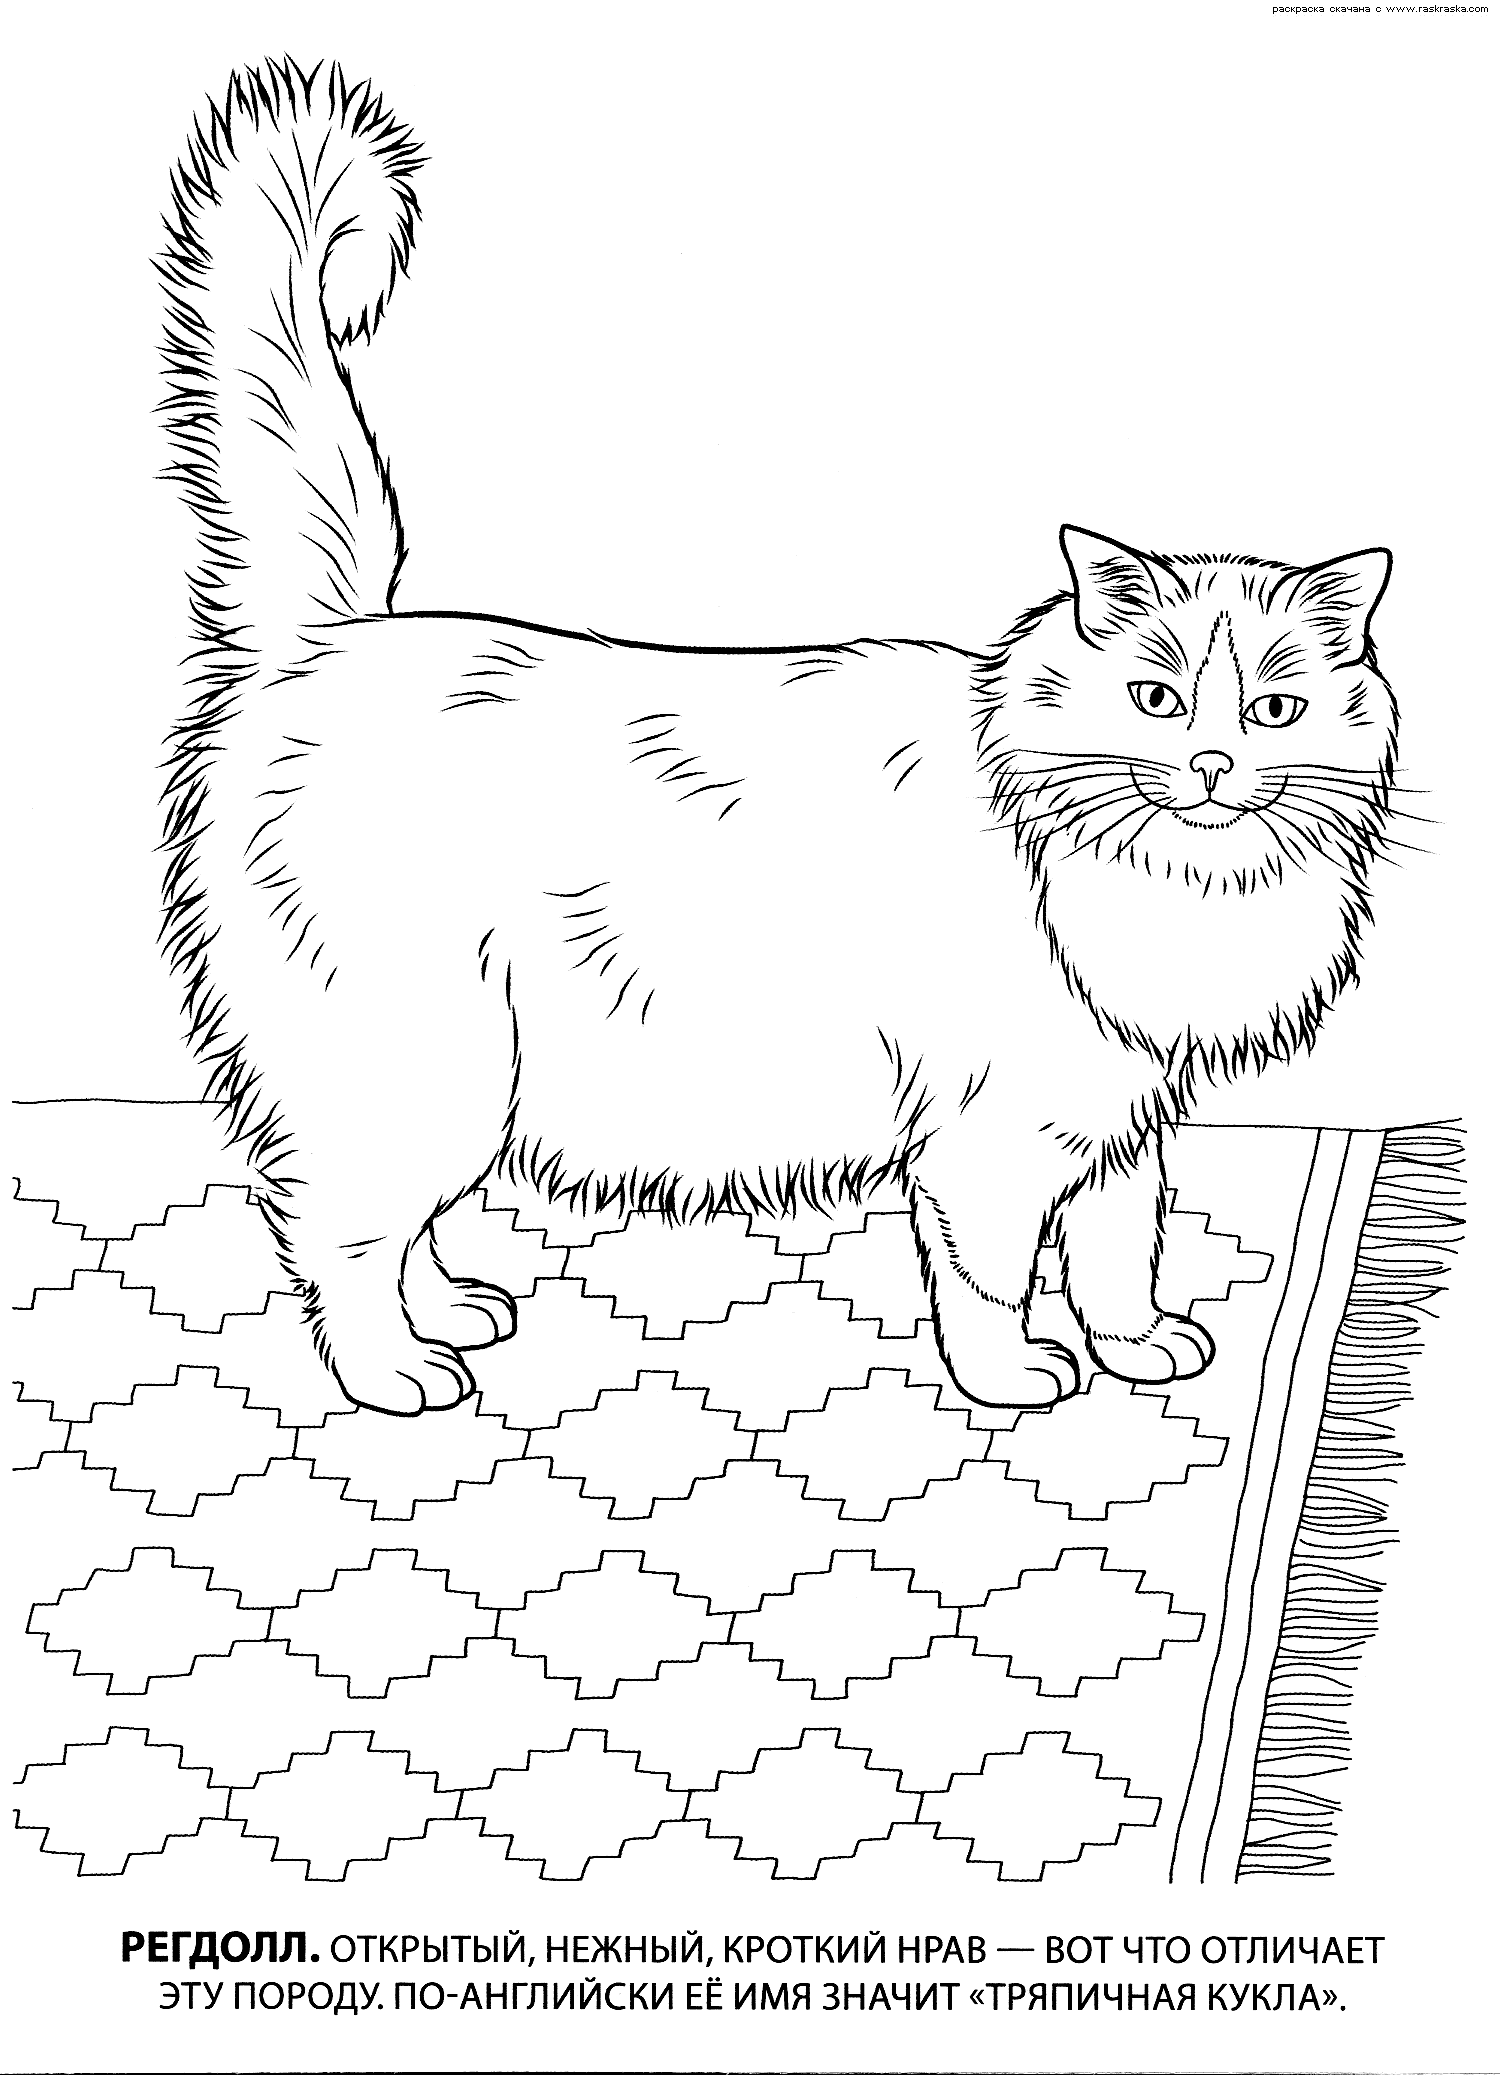 раскраска скачана с www.raskraska.com
РЕГДОЛЛ. ОТКРЫТЫЙ, НЕЖНЫЙ, КРОТКИЙ НРАВ — ВОТ ЧТО ОТЛИЧАЕТ
ЭТУ ПОРОДУ. ПО-АНГЛИЙСКИ ЕЁ ИМЯ ЗНАЧИТ «ТРЯПИЧНАЯ КУКЛА».